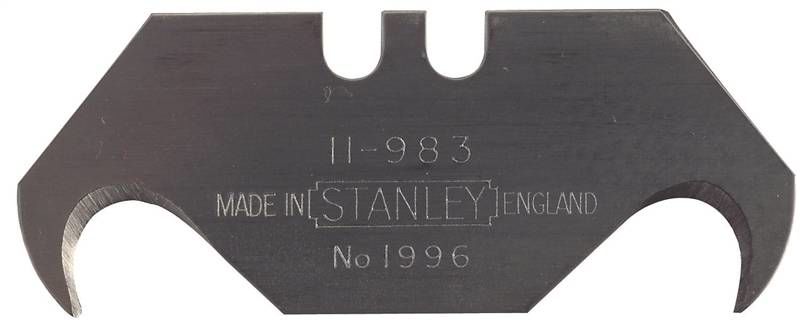 11-983
MADE IN STANLEY ENGLAND
No 1996